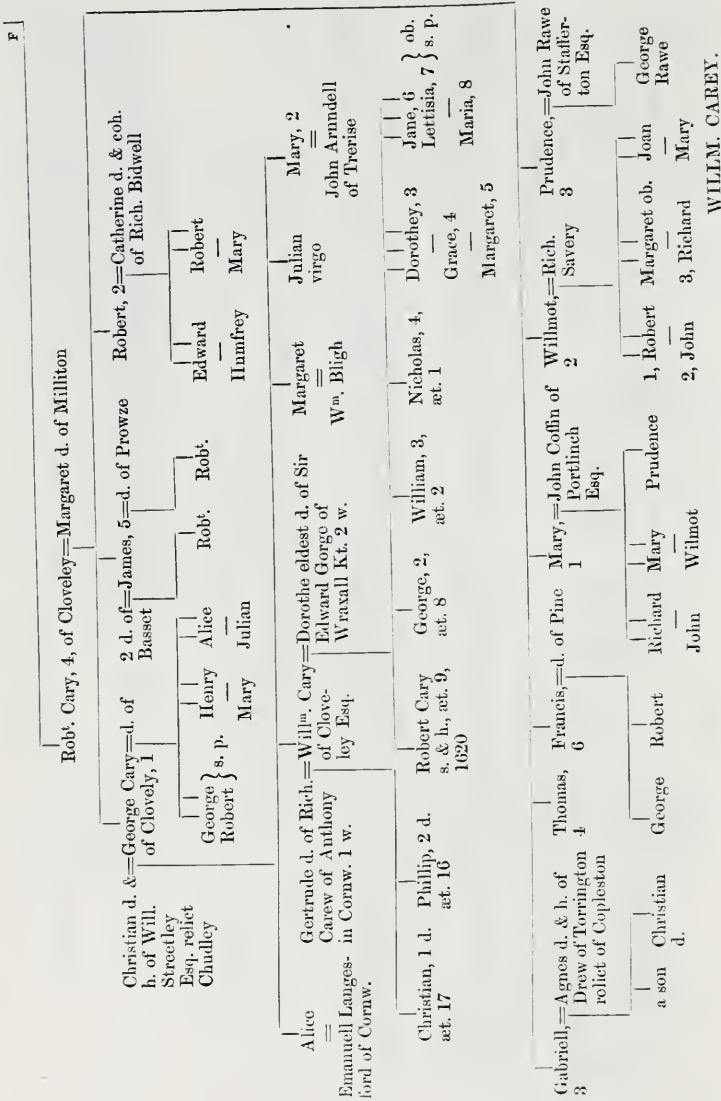 F
Robt. Cary, 4, of Cloveley=Margaret d. of Milliton
Christian d. &=George Cary=d. of
h. of Will.
Streetley
Esq. relict
Chudley
of Clovely, 1
2 d. of=James, 5=d. of Prowze
Basset
Robert, 2=Catherine d. & coh.
of Rich. Bidwell
George } s. p.
Robert
Henry
—
Mary
Alice
—
Julian
Robt.
Robt.
Edward
—
Humfrey
Robert
—
Mary
Alice
=
Emanuell Langes-
ford of Cornw.
Gertrude d. of Rich.=Willm. Cary=Dorothe eldest d. of Sir
Carew of Anthony
in Cornw. 1 w.
of Clove-
ley Esq.
Edward Gorge of
Wraxall Kt. 2 w.
Margaret
=
Wm. Bligh
Julian
virgo
Mary, 2
=
John Arnndell
of Trerise
Christian, 1 d.
æt. 17
Phillip, 2 d.
æt. 16
Robert Cary
s. & h., æt. 9,
1620
George, 2,
æt. 8
William, 3,
æt. 2
Nicholas, 4,
æt. 1
Dorothey, 3
—
Grace, 4
—
Margaret, 5
Jane, 6
Lettisia, 7 } ob. s. p.
—
Maria, 8
Gabriell,=Agnes d. & h. of
3
Drew of Torrington
relict of Copleston
Thomas,
4
Francis,=d. of Pine
6
Mary,=John Coffin of
1
Portlinch
Esq.
Willmot,=Rich.
2
Savery
Prudence,=John Rawe
3
of Staffer-
ton Esq.
a son
Christian
d.
George
Robert
Richard
—
John
Mary
—
Wilmot
Prudence
1, Robert
—
2, John
Margaret ob.
—
3, Richard
Joan
—
Mary
George
Rawe
WILLM. CAREY.